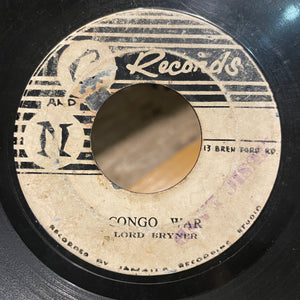 C Records
AND
N
13 BREN FORD RD.
CONGO WAR
LORD BRYNER
RECORDED BY JAMAICA RECORDING STUDIO